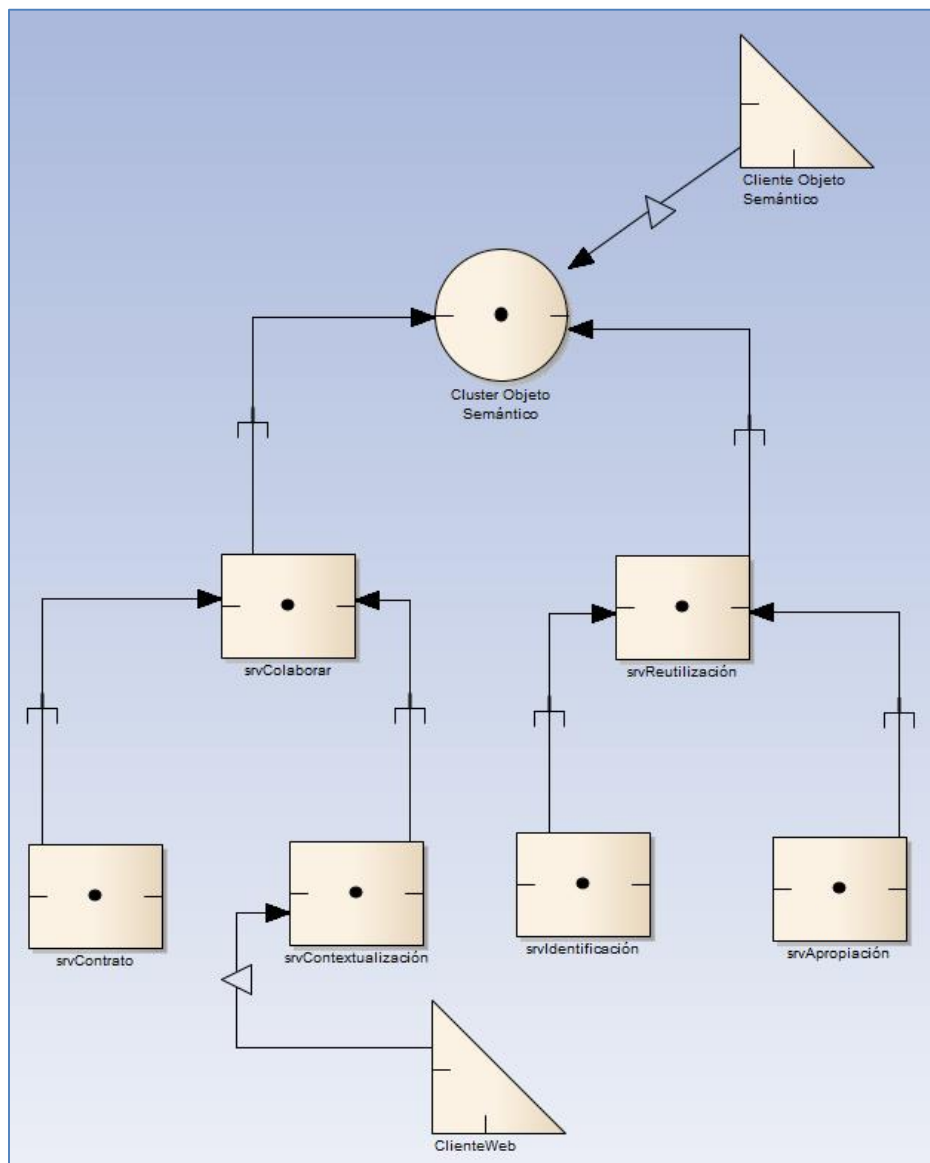 Cliente Objeto
Semántico
Cluster Objeto
Semántico
srvColaborar
srvReutilización
srvContrato
srvContextualización
srvIdentificación
srvApropiación
ClienteWeb